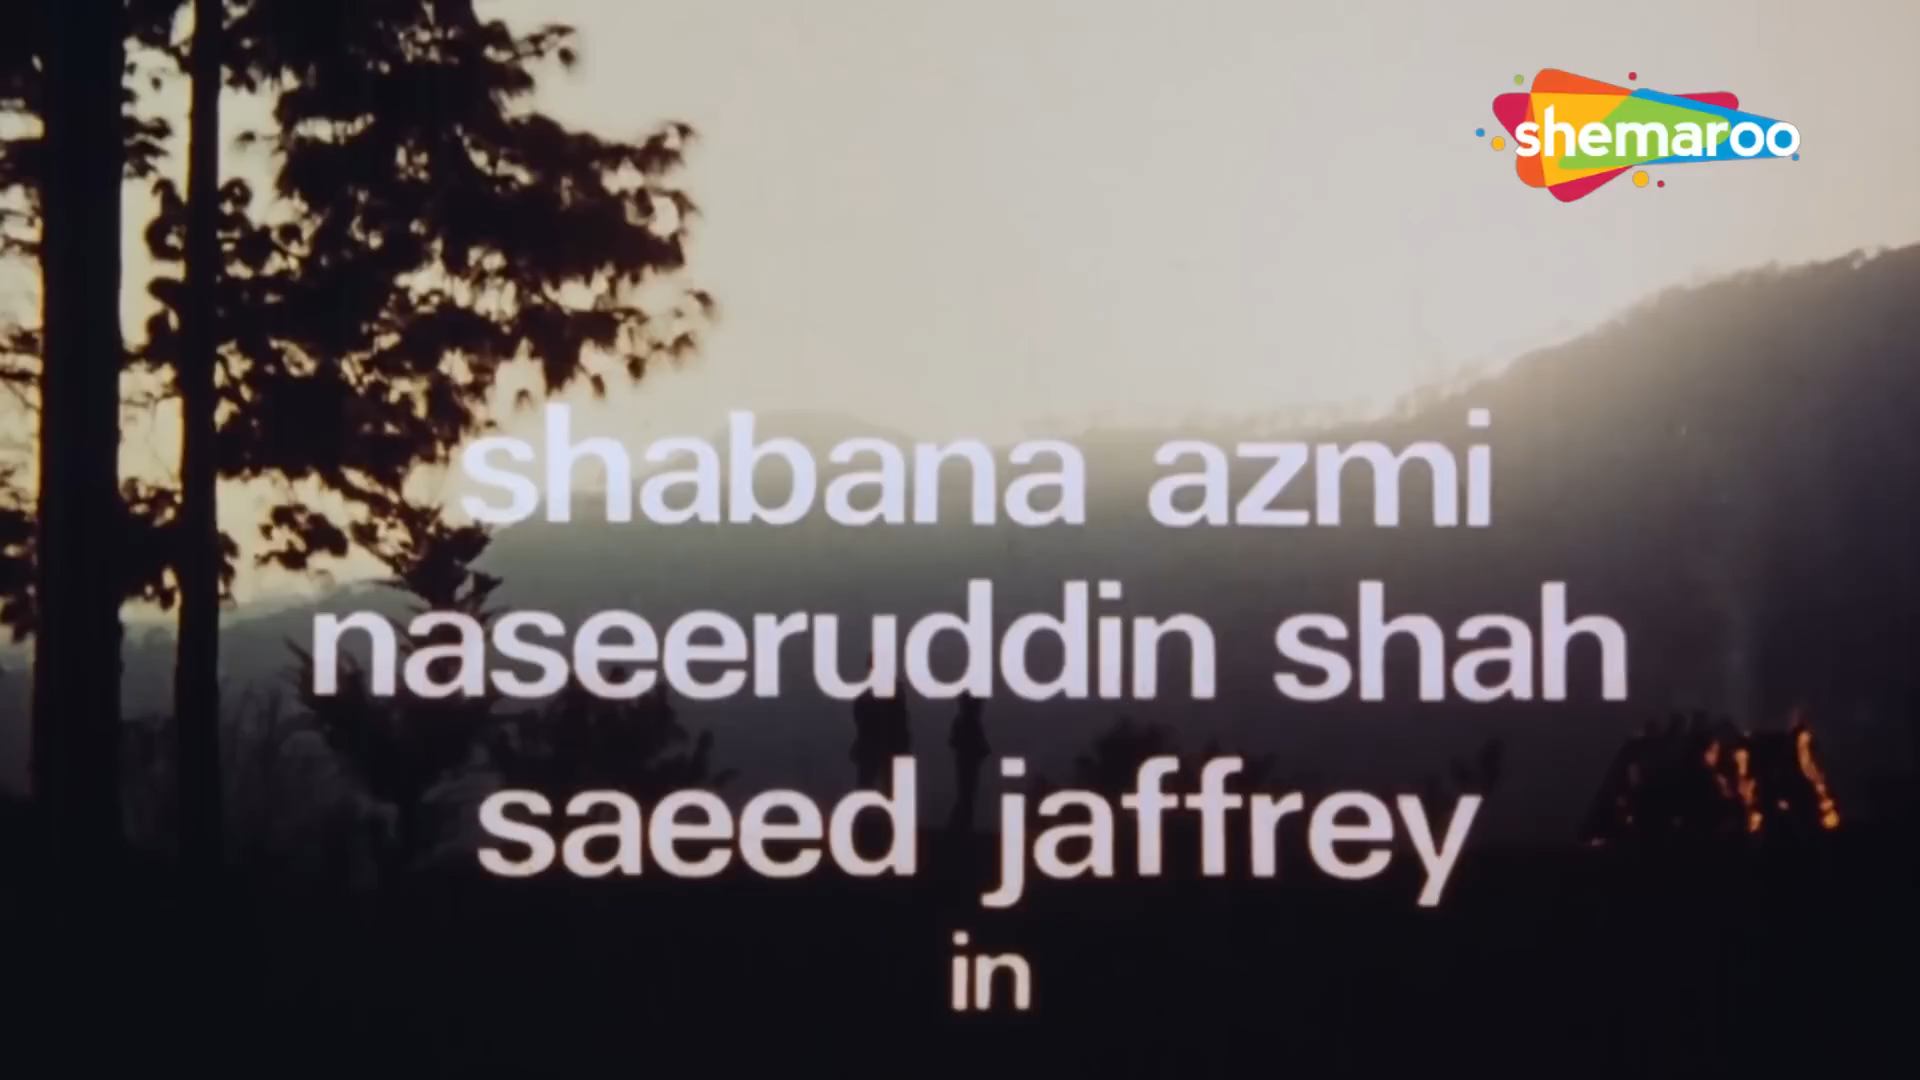 shemaroo
shabana azmi
naseeruddin shah
saeed jaffrey
in